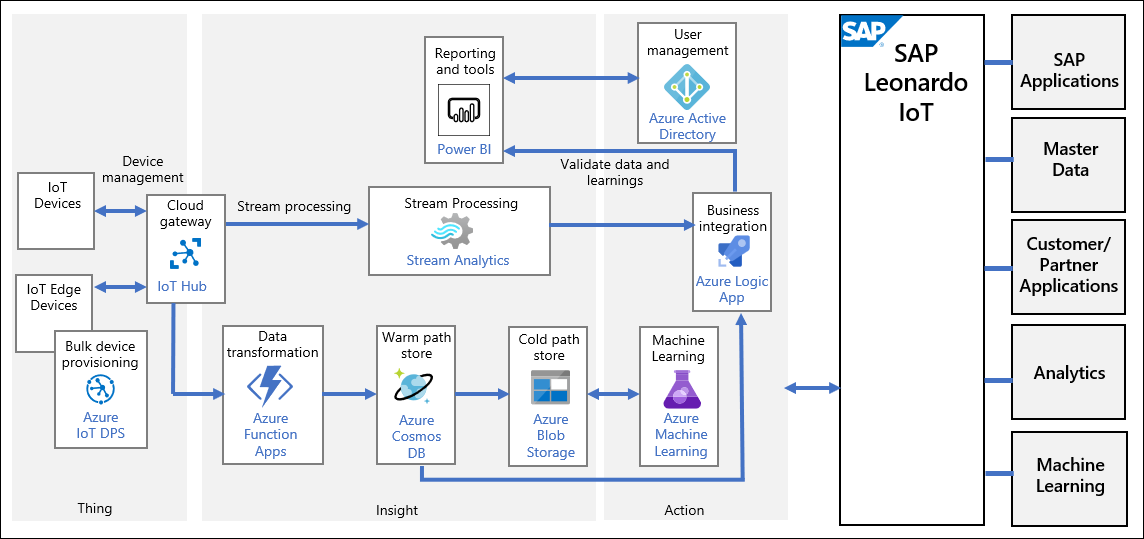 Device
management
IoT
Devices
IoT Edge
Devices
Bulk device
provisioning
Azure
IoT DPS
Thing
Cloud
gateway
IoT Hub
Stream processing
Stream Processing
Stream Analytics
Reporting
and tools
Power BI
User
management
Azure Active
Directory
Validate data and
learnings
Business
integration
Azure Logic
App
Data
transformation
Azure
Function
Apps
Warm path
store
Azure
Cosmos
DB
Cold path
store
Azure
Blob
Storage
Machine
Learning
Azure
Machine
Learning
Insight
Action
SAP
SAP
Leonardo
IoT
SAP
Applications
Master
Data
Customer/
Partner
Applications
Analytics
Machine
Learning